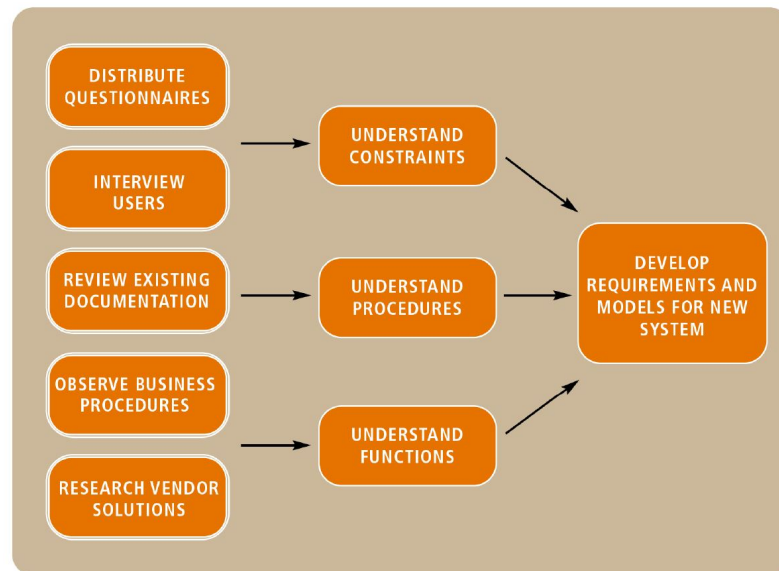 DISTRIBUTE
QUESTIONNAIRES
INTERVIEW
USERS
REVIEW EXISTING
DOCUMENTATION
OBSERVE BUSINESS
PROCEDURES
RESEARCH VENDOR
SOLUTIONS
UNDERSTAND
CONSTRAINTS
UNDERSTAND
PROCEDURES
UNDERSTAND
FUNCTIONS
DEVELOP
REQUIREMENTS AND
MODELS FOR NEW
SYSTEM